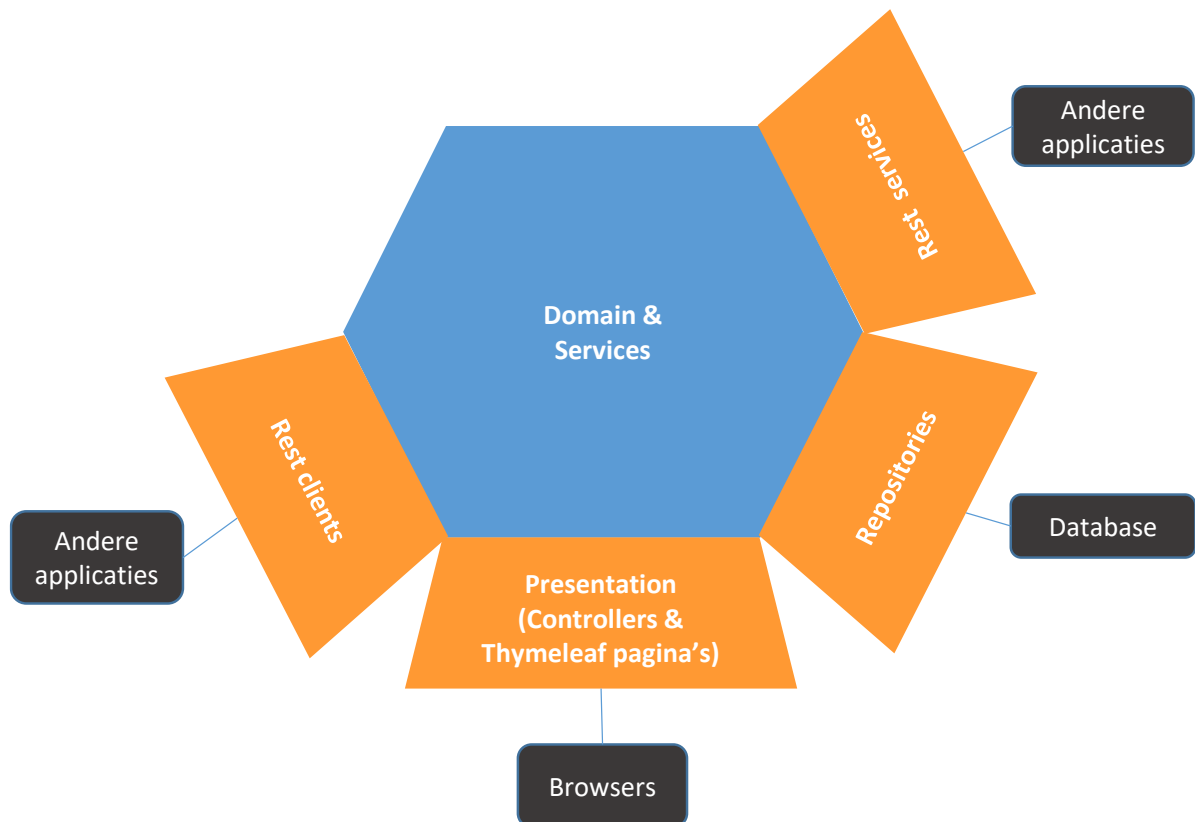 Andere
applicaties
Rest services
Domain &
Services
Rest clients
Repositories
Andere
applicaties
Database
Presentation
(Controllers &
Thymeleaf pagina’s)
Browsers